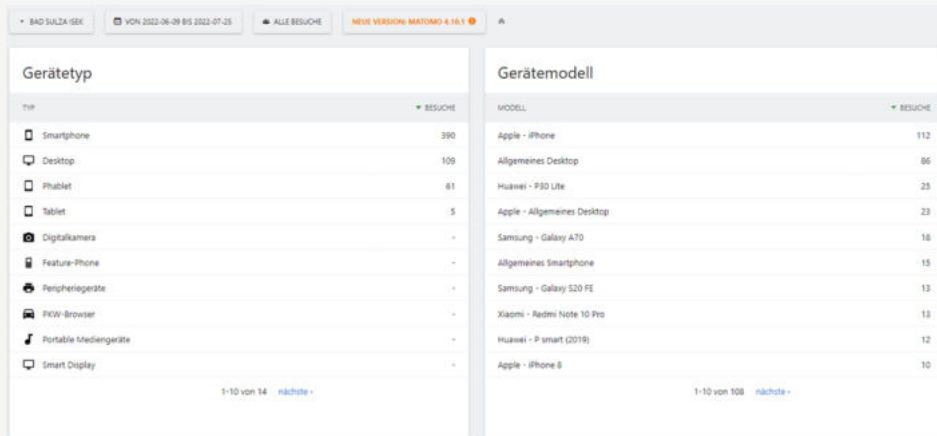 BAD SULZA ISEK
VON 2022-06-09 BIS 2022-07-25
ALLE BESUCHE
NEUE VERSION: MATOMO 4.10.1
Gerätetyp
TYP BESUCHE
Smartphone 390
Desktop 109
Phablet 61
Tablet 5
Digitalkamera -
Feature-Phone -
Peripheriegeräte -
PKW-Browser -
Portable Mediengeräte -
Smart Display -
1-10 von 14 nächste ›
Gerätemodell
MODELL BESUCHE
Apple - iPhone 112
Allgemeines Desktop 86
Huawei - P30 Lite 25
Apple - Allgemeines Desktop 23
Samsung - Galaxy A70 18
Allgemeines Smartphone 15
Samsung - Galaxy S20 FE 13
Xiaomi - Redmi Note 10 Pro 13
Huawei - P smart (2019) 12
Apple - iPhone 8 10
1-10 von 108 nächste ›